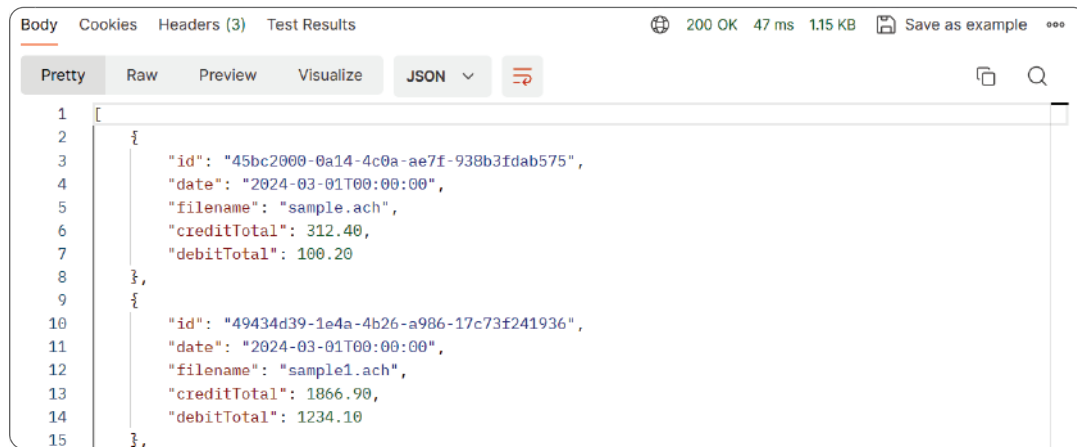 Body Cookies Headers (3) Test Results 200 OK 47 ms 1.15 KB Save as example
Pretty Raw Preview Visualize JSON
1 [
2 {
3 "id": "45bc2000-0a14-4c0a-ae7f-938b3fdab575",
4 "date": "2024-03-01T00:00:00",
5 "filename": "sample.ach",
6 "creditTotal": 312.40,
7 "debitTotal": 100.20
8 },
9 {
10 "id": "49434d39-1e4a-4b26-a986-17c73f241936",
11 "date": "2024-03-01T00:00:00",
12 "filename": "sample1.ach",
13 "creditTotal": 1866.90,
14 "debitTotal": 1234.10
15 },